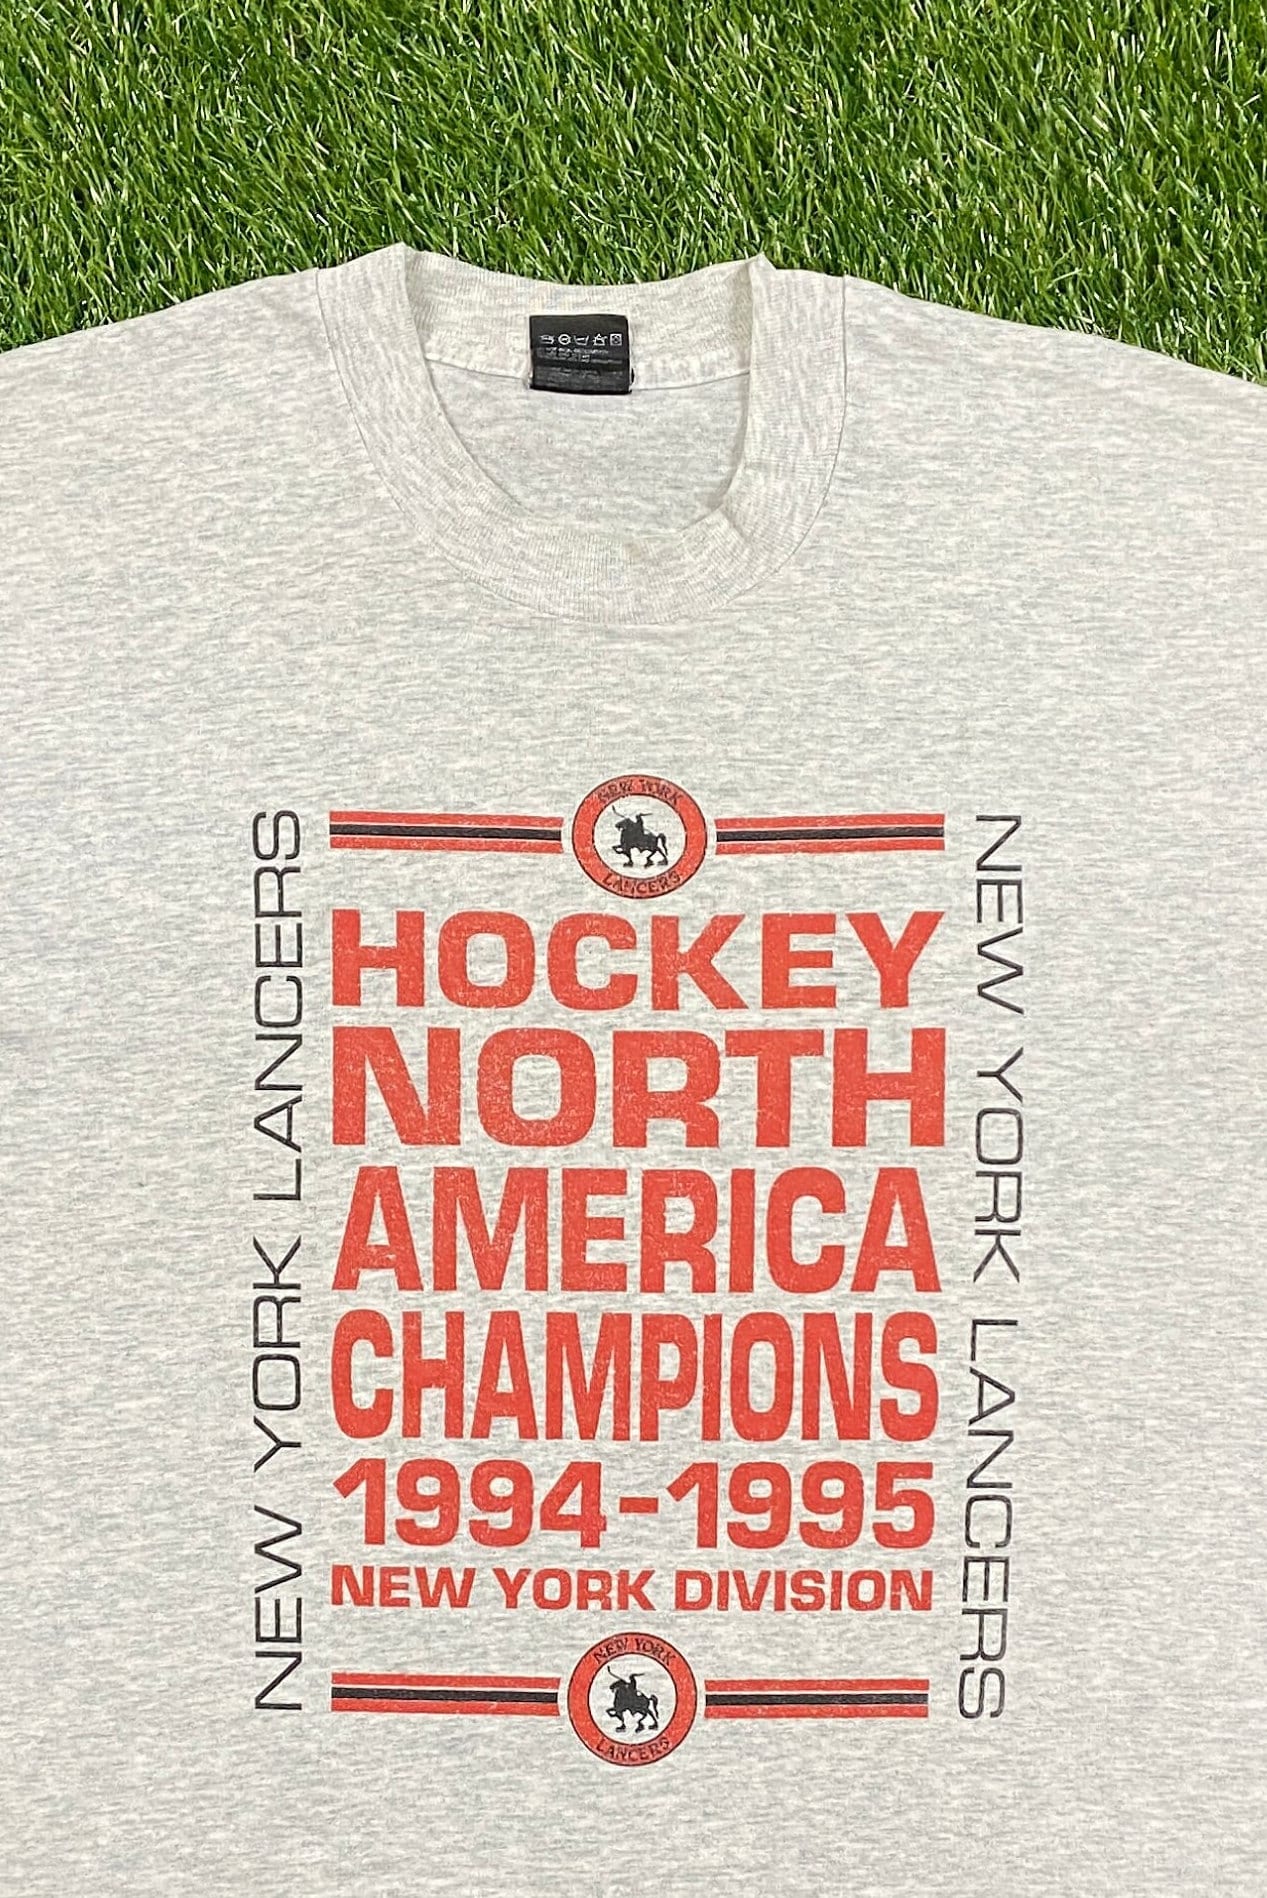 NEW YORK
LANCERS
HOCKEY
NORTH
AMERICA
CHAMPIONS
1994-1995
NEW YORK DIVISION
NEW YORK
LANCERS
NEW YORK LANCERS
NEW YORK LANCERS